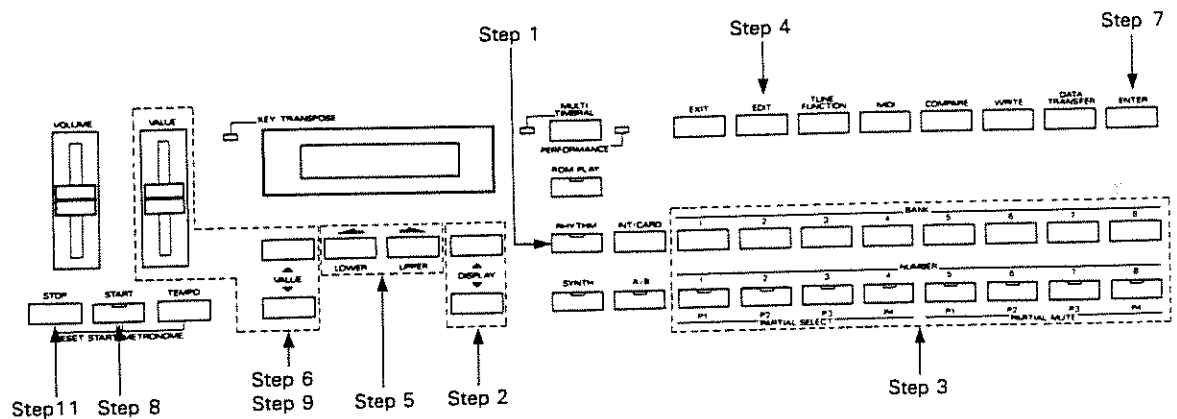 Step 1
Step 4
Step 7
VOLUME
VALUE
KEY TRANSPOSE
MULTI TIMBRAL
PERFORMANCE
EXIT
EDIT
TUNE FUNCTION
MIDI
COMPARE
WRITE
DATA TRANSFER
ENTER
ROM PLAY
RHYTHM
INT/CARD
BANK
1 2 3 4 5 6 7 8
LOWER
UPPER
VALUE
DISPLAY
SYNTH
A/B
NUMBER
1 2 3 4 5 6 7 8
P1 P2 P3 P4 P1 P2 P3 P4
PARTIAL SELECT
PARTIAL MUTE
STOP
START
TEMPO
RESET START
METRONOME
Step 6
Step 9
Step 5
Step 2
Step 3
Step11
Step 8